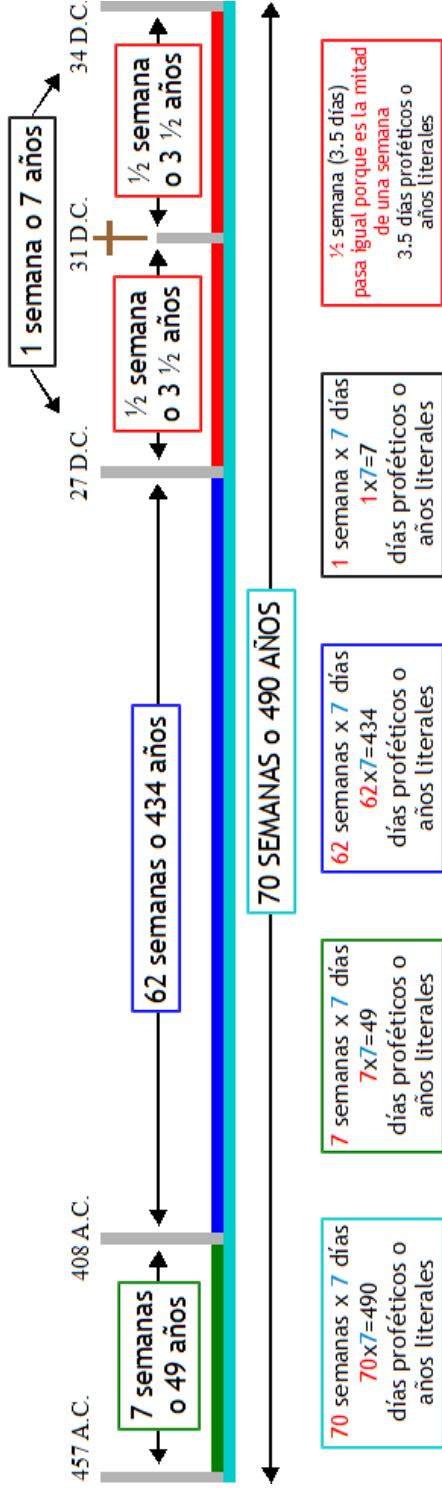 1 semana o 7 años
457 A.C.
408 A.C.
27 D.C.
31 D.C.
34 D.C.
7 semanas
o 49 años
62 semanas o 434 años
½ semana
o 3 ½ años
½ semana
o 3 ½ años
70 SEMANAS o 490 AÑOS
70 semanas x 7 días
70x7=490
días proféticos o
años literales
7 semanas x 7 días
7x7=49
días proféticos o
años literales
62 semanas x 7 días
62x7=434
días proféticos o
años literales
1 semana x 7 días
1x7=7
días proféticos o
años literales
½ semana (3.5 días)
pasa igual porque es la mitad
de una semana
3.5 días proféticos o
años literales